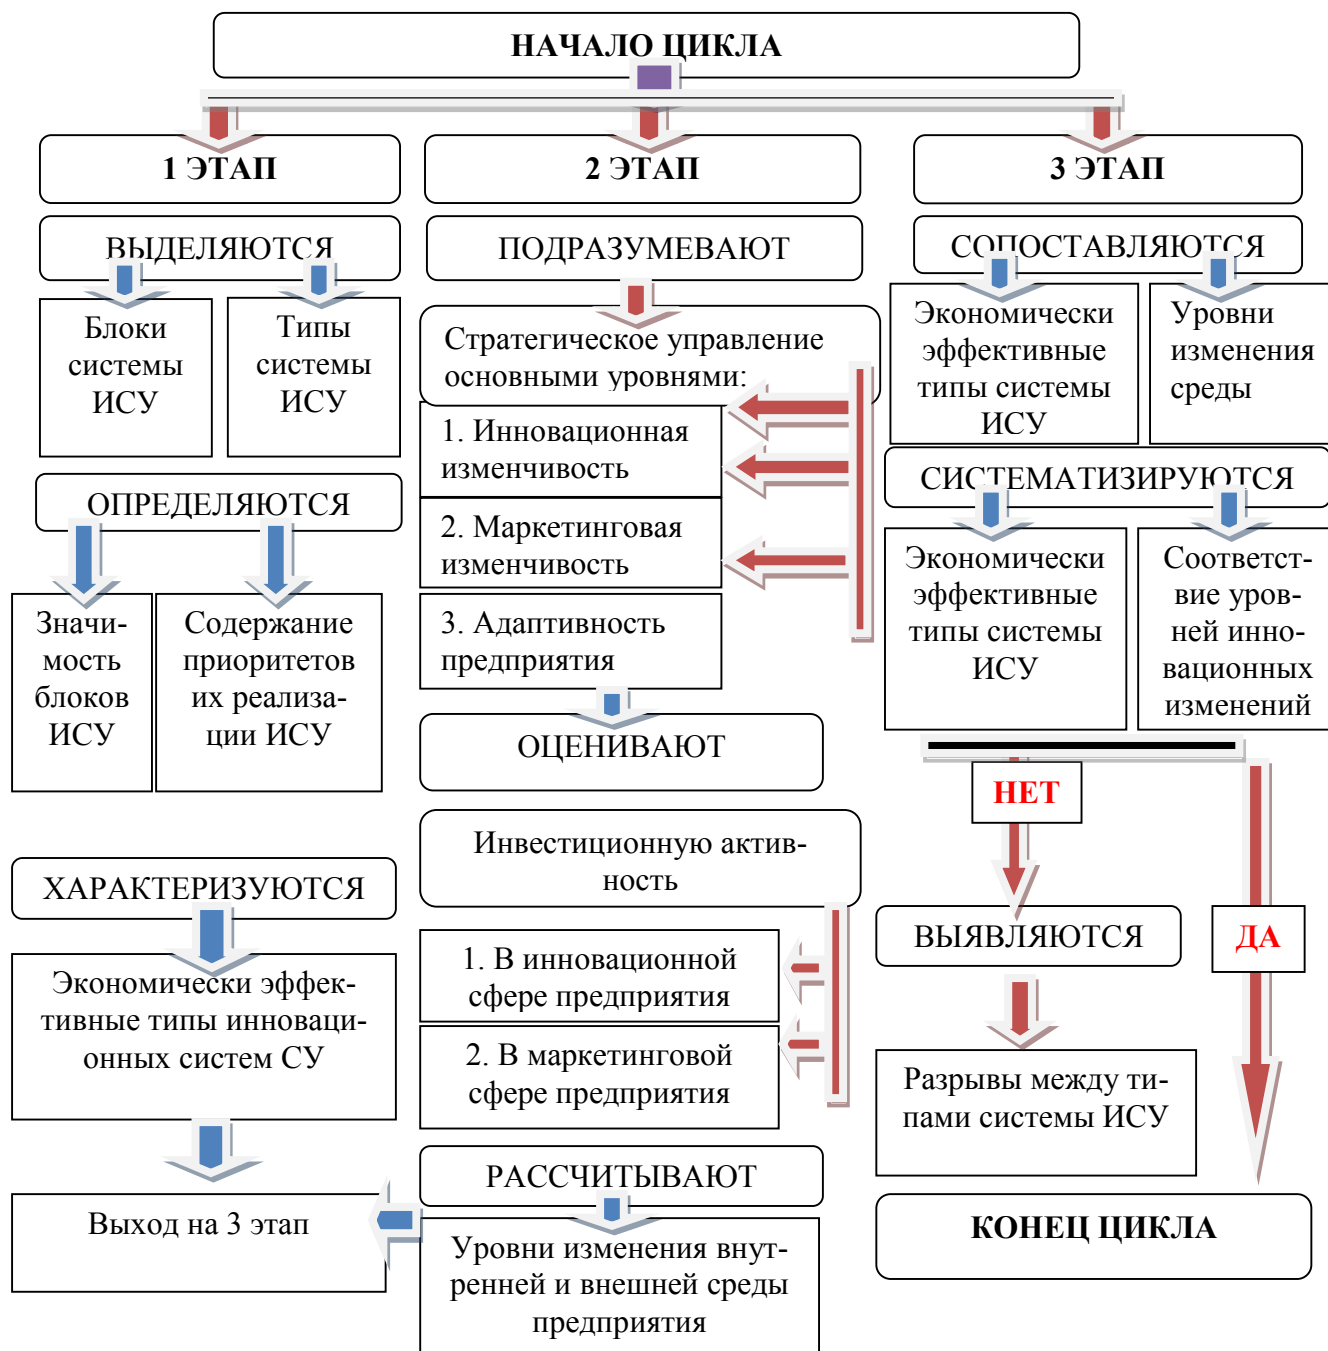 НАЧАЛО ЦИКЛА
1 ЭТАП
ВЫДЕЛЯЮТСЯ
Блоки
системы
ИСУ
Типы
системы
ИСУ
ОПРЕДЕЛЯЮТСЯ
Значи-
мость
блоков
ИСУ
Содержание
приоритетов
их реализа-
ции ИСУ
ХАРАКТЕРИЗУЮТСЯ
Экономически эффек-
тивные типы инноваци-
онных систем СУ
Выход на 3 этап
2 ЭТАП
ПОДРАЗУМЕВАЮТ
Стратегическое управление
основными уровнями:
1. Инновационная
изменчивость
2. Маркетинговая
изменчивость
3. Адаптивность
предприятия
ОЦЕНИВАЮТ
Инвестиционную актив-
ность
1. В инновационной
сфере предприятия
2. В маркетинговой
сфере предприятия
РАССЧИТЫВАЮТ
Уровни изменения внут-
ренней и внешней среды
предприятия
3 ЭТАП
СОПОСТАВЛЯЮТСЯ
Экономически
эффективные
типы системы
ИСУ
Уровни
изменения
среды
СИСТЕМАТИЗИРУЮТСЯ
Экономически
эффективные
типы системы
ИСУ
Соответст-
вие уров-
ней инно-
вационных
изменений
НЕТ
ВЫЯВЛЯЮТСЯ
ДА
Разрывы между ти-
пами системы ИСУ
КОНЕЦ ЦИКЛА